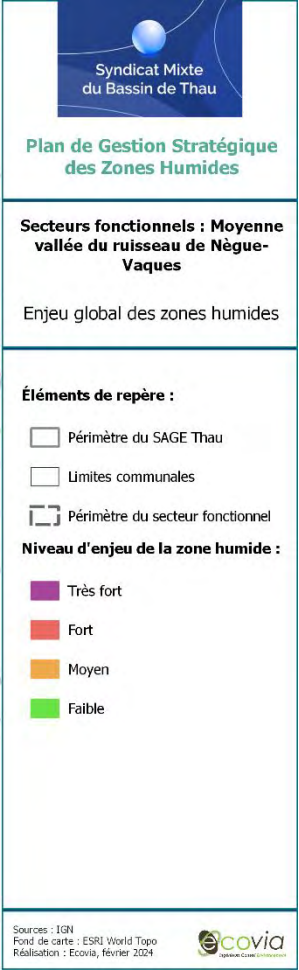 Syndicat Mixte
du Bassin de Thau
Plan de Gestion Stratégique
des Zones Humides
Secteurs fonctionnels : Moyenne
vallée du ruisseau de Nègue-
Vaques
Enjeu global des zones humides
Éléments de repère :
Périmètre du SAGE Thau
Limites communales
Périmètre du secteur fonctionnel
Niveau d'enjeu de la zone humide :
Très fort
Fort
Moyen
Faible
Sources : IGN
Fond de carte : ESRI World Topo
Réalisation : Ecovia, février 2024
ecovia